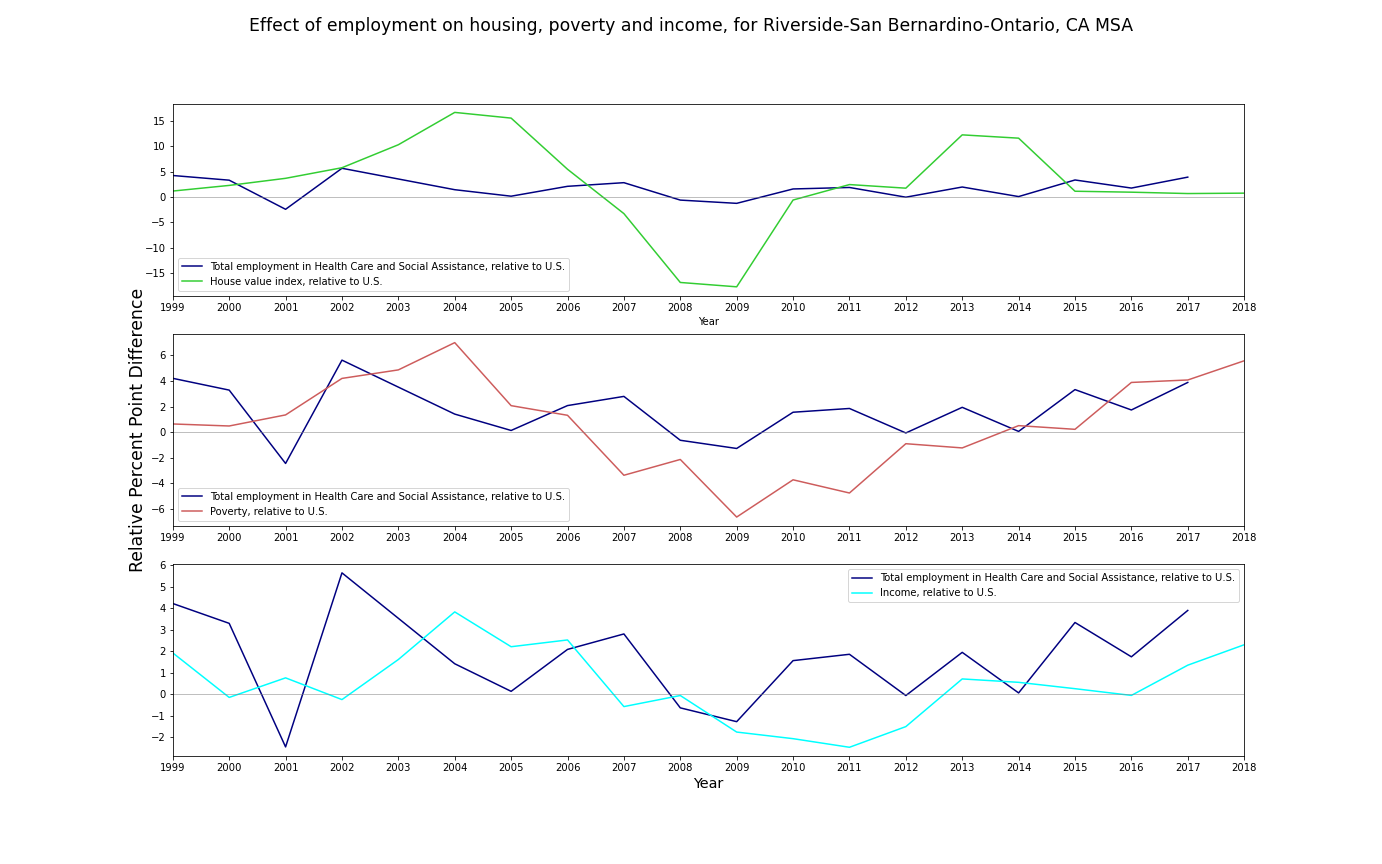 Effect of employment on housing, poverty and income, for Riverside-San Bernardino-Ontario, CA MSA
Relative Percent Point Difference
15
10
5
0
−5
−10
−15
Total employment in Health Care and Social Assistance, relative to U.S.
House value index, relative to U.S.
1999 2000 2001 2002 2003 2004 2005 2006 2007 2008 2009 2010 2011 2012 2013 2014 2015 2016 2017 2018
Year
6
4
2
0
−2
−4
−6
Total employment in Health Care and Social Assistance, relative to U.S.
Poverty, relative to U.S.
1999 2000 2001 2002 2003 2004 2005 2006 2007 2008 2009 2010 2011 2012 2013 2014 2015 2016 2017 2018
6
5
4
3
2
1
0
−1
−2
Total employment in Health Care and Social Assistance, relative to U.S.
Income, relative to U.S.
1999 2000 2001 2002 2003 2004 2005 2006 2007 2008 2009 2010 2011 2012 2013 2014 2015 2016 2017 2018
Year